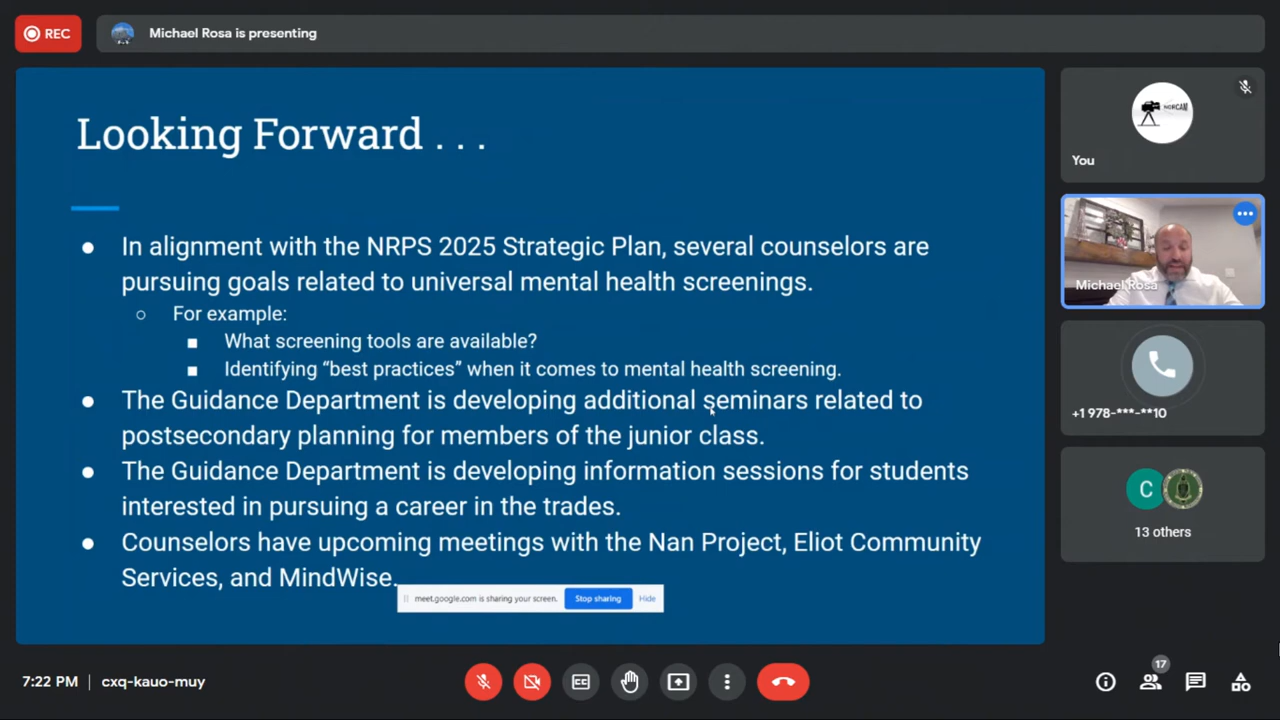 REC
Michael Rosa is presenting
Looking Forward . . .
● In alignment with the NRPS 2025 Strategic Plan, several counselors are
pursuing goals related to universal mental health screenings.
○ For example:
■ What screening tools are available?
■ Identifying “best practices” when it comes to mental health screening.
● The Guidance Department is developing additional seminars related to
postsecondary planning for members of the junior class.
● The Guidance Department is developing information sessions for students
interested in pursuing a career in the trades.
● Counselors have upcoming meetings with the Nan Project, Eliot Community
Services, and MindWise.
meet.google.com is sharing your screen. Stop sharing Hide
NORCAM
You
Michael Rosa
+1 978-***-**10
C
13 others
7:22 PM | cxq-kauo-muy
CC
17